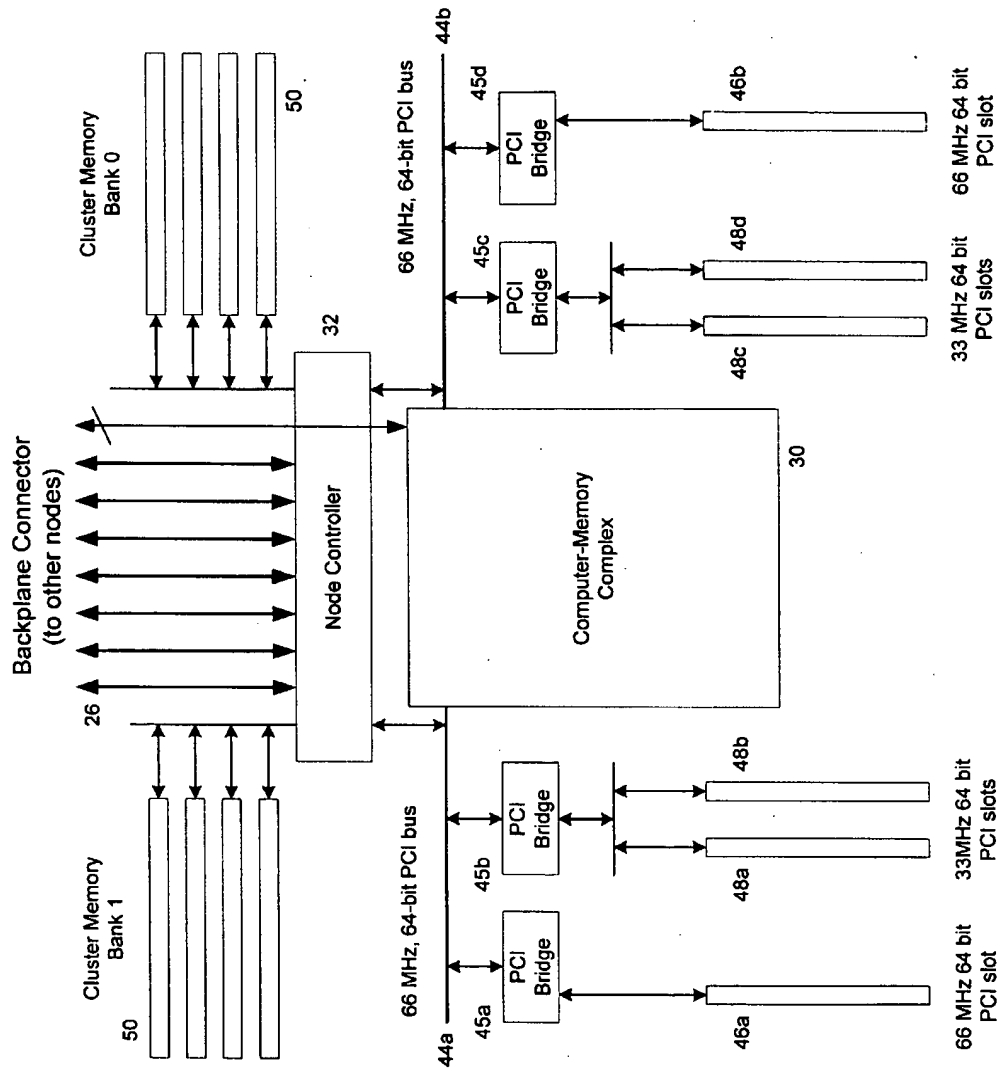 Backplane Connector
(to other nodes)
Cluster Memory
Bank 1
50
26
Cluster Memory
Bank 0
50
32
Node Controller
66 MHz, 64-bit PCI bus
44a
66 MHz, 64-bit PCI bus
44b
Computer-Memory
Complex
30
45a
PCI
Bridge
45b
PCI
Bridge
45c
PCI
Bridge
45d
PCI
Bridge
46a
48a
48b
48c
48d
46b
66 MHz 64 bit
PCI slot
33MHz 64 bit
PCI slots
33 MHz 64 bit
PCI slots
66 MHz 64 bit
PCI slot